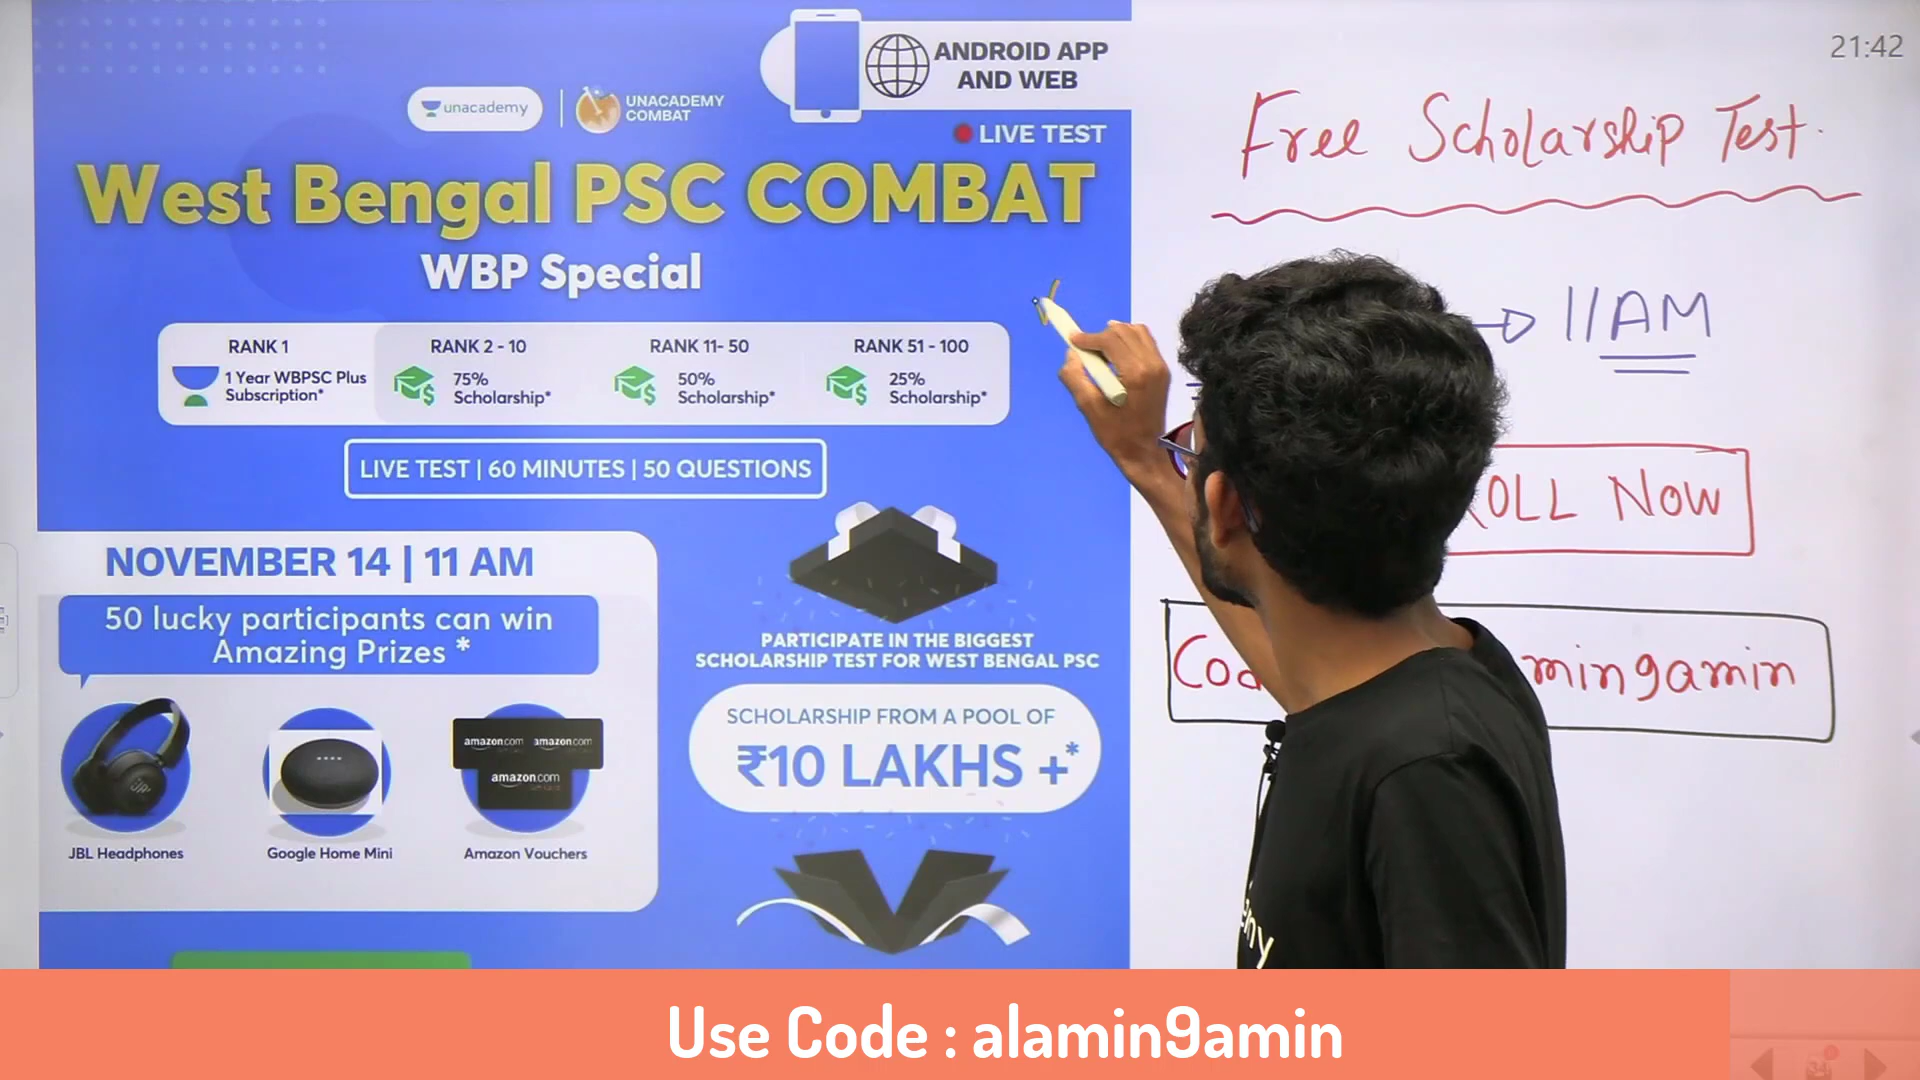 21:42
ANDROID APP
AND WEB
unacademy
UNACADEMY
COMBAT
LIVE TEST
West Bengal PSC COMBAT
WBP Special
RANK 1
1 Year WBPSC Plus
Subscription*
RANK 2 - 10
75%
Scholarship*
RANK 11- 50
50%
Scholarship*
RANK 51 - 100
25%
Scholarship*
LIVE TEST | 60 MINUTES | 50 QUESTIONS
NOVEMBER 14 | 11 AM
50 lucky participants can win
Amazing Prizes *
amazon.com amazon.com
amazon.com
JBL Headphones
Google Home Mini
Amazon Vouchers
PARTICIPATE IN THE BIGGEST
SCHOLARSHIP TEST FOR WEST BENGAL PSC
SCHOLARSHIP FROM A POOL OF
₹10 LAKHS +*
Free Scholarship Test.
11AM
OLL NOW
Cod min9amin
Use Code : alamin9amin